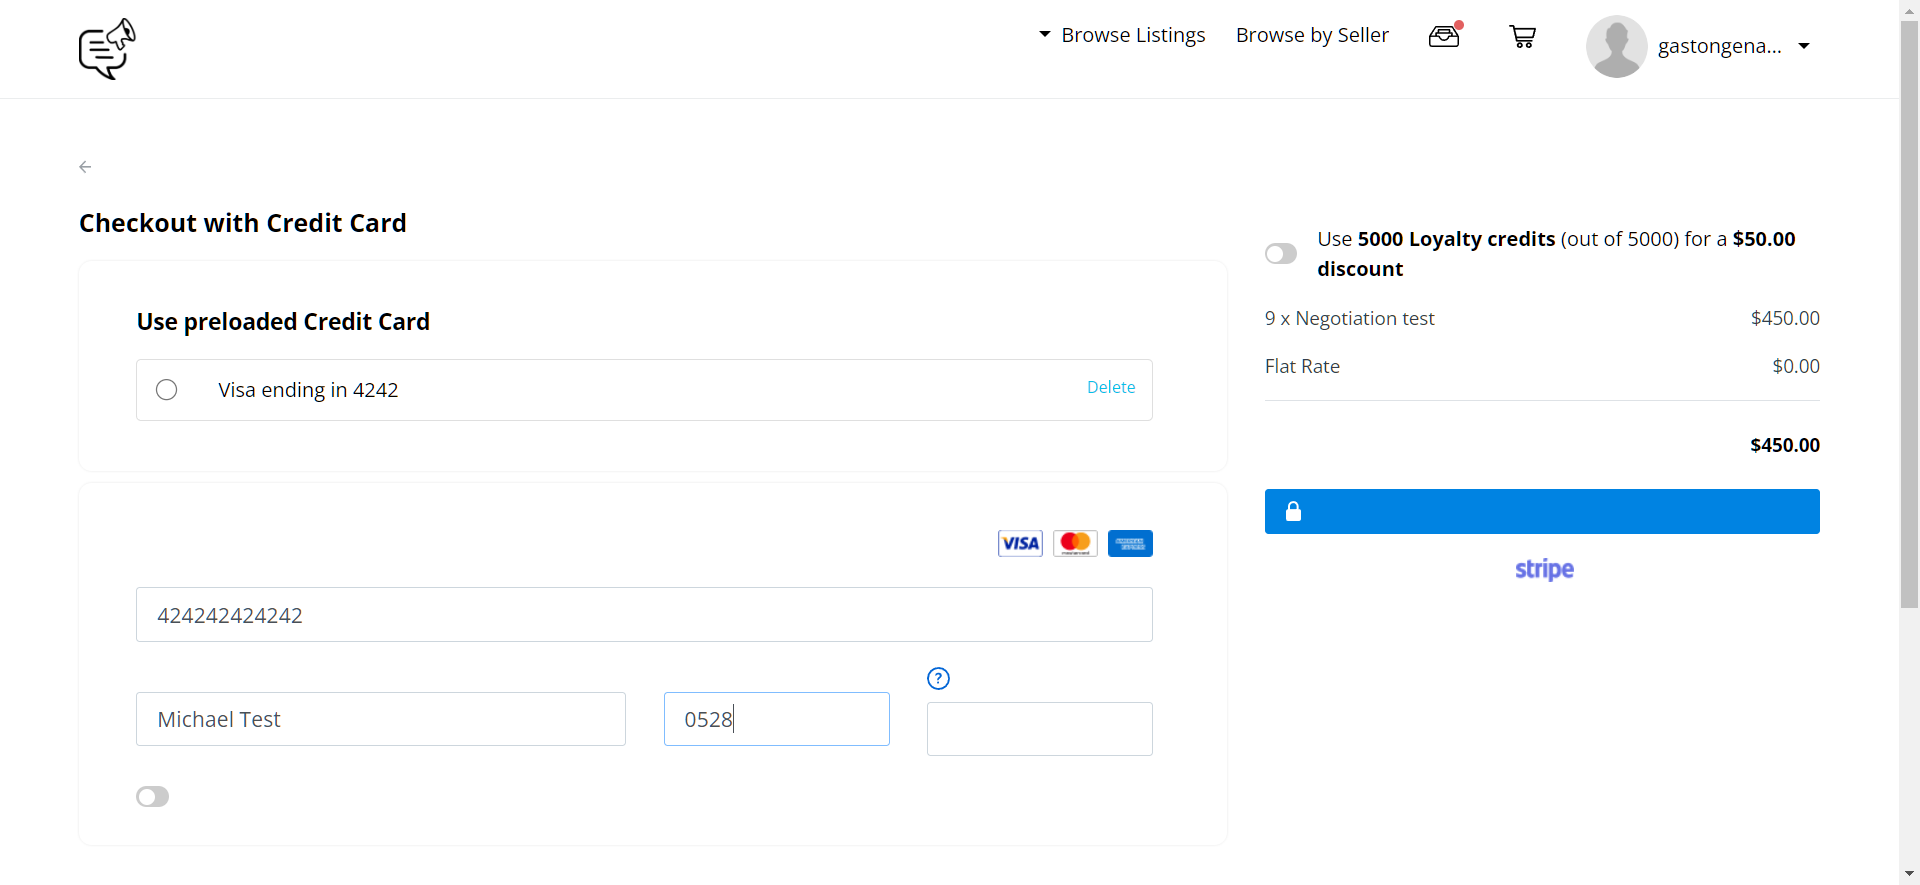 Browse Listings
Browse by Seller
gastongena...
Checkout with Credit Card
Use preloaded Credit Card
Visa ending in 4242
Delete
VISA
424242424242
Michael Test
0528
?
Use 5000 Loyalty credits (out of 5000) for a $50.00
discount
9 x Negotiation test
$450.00
Flat Rate
$0.00
$450.00
stripe